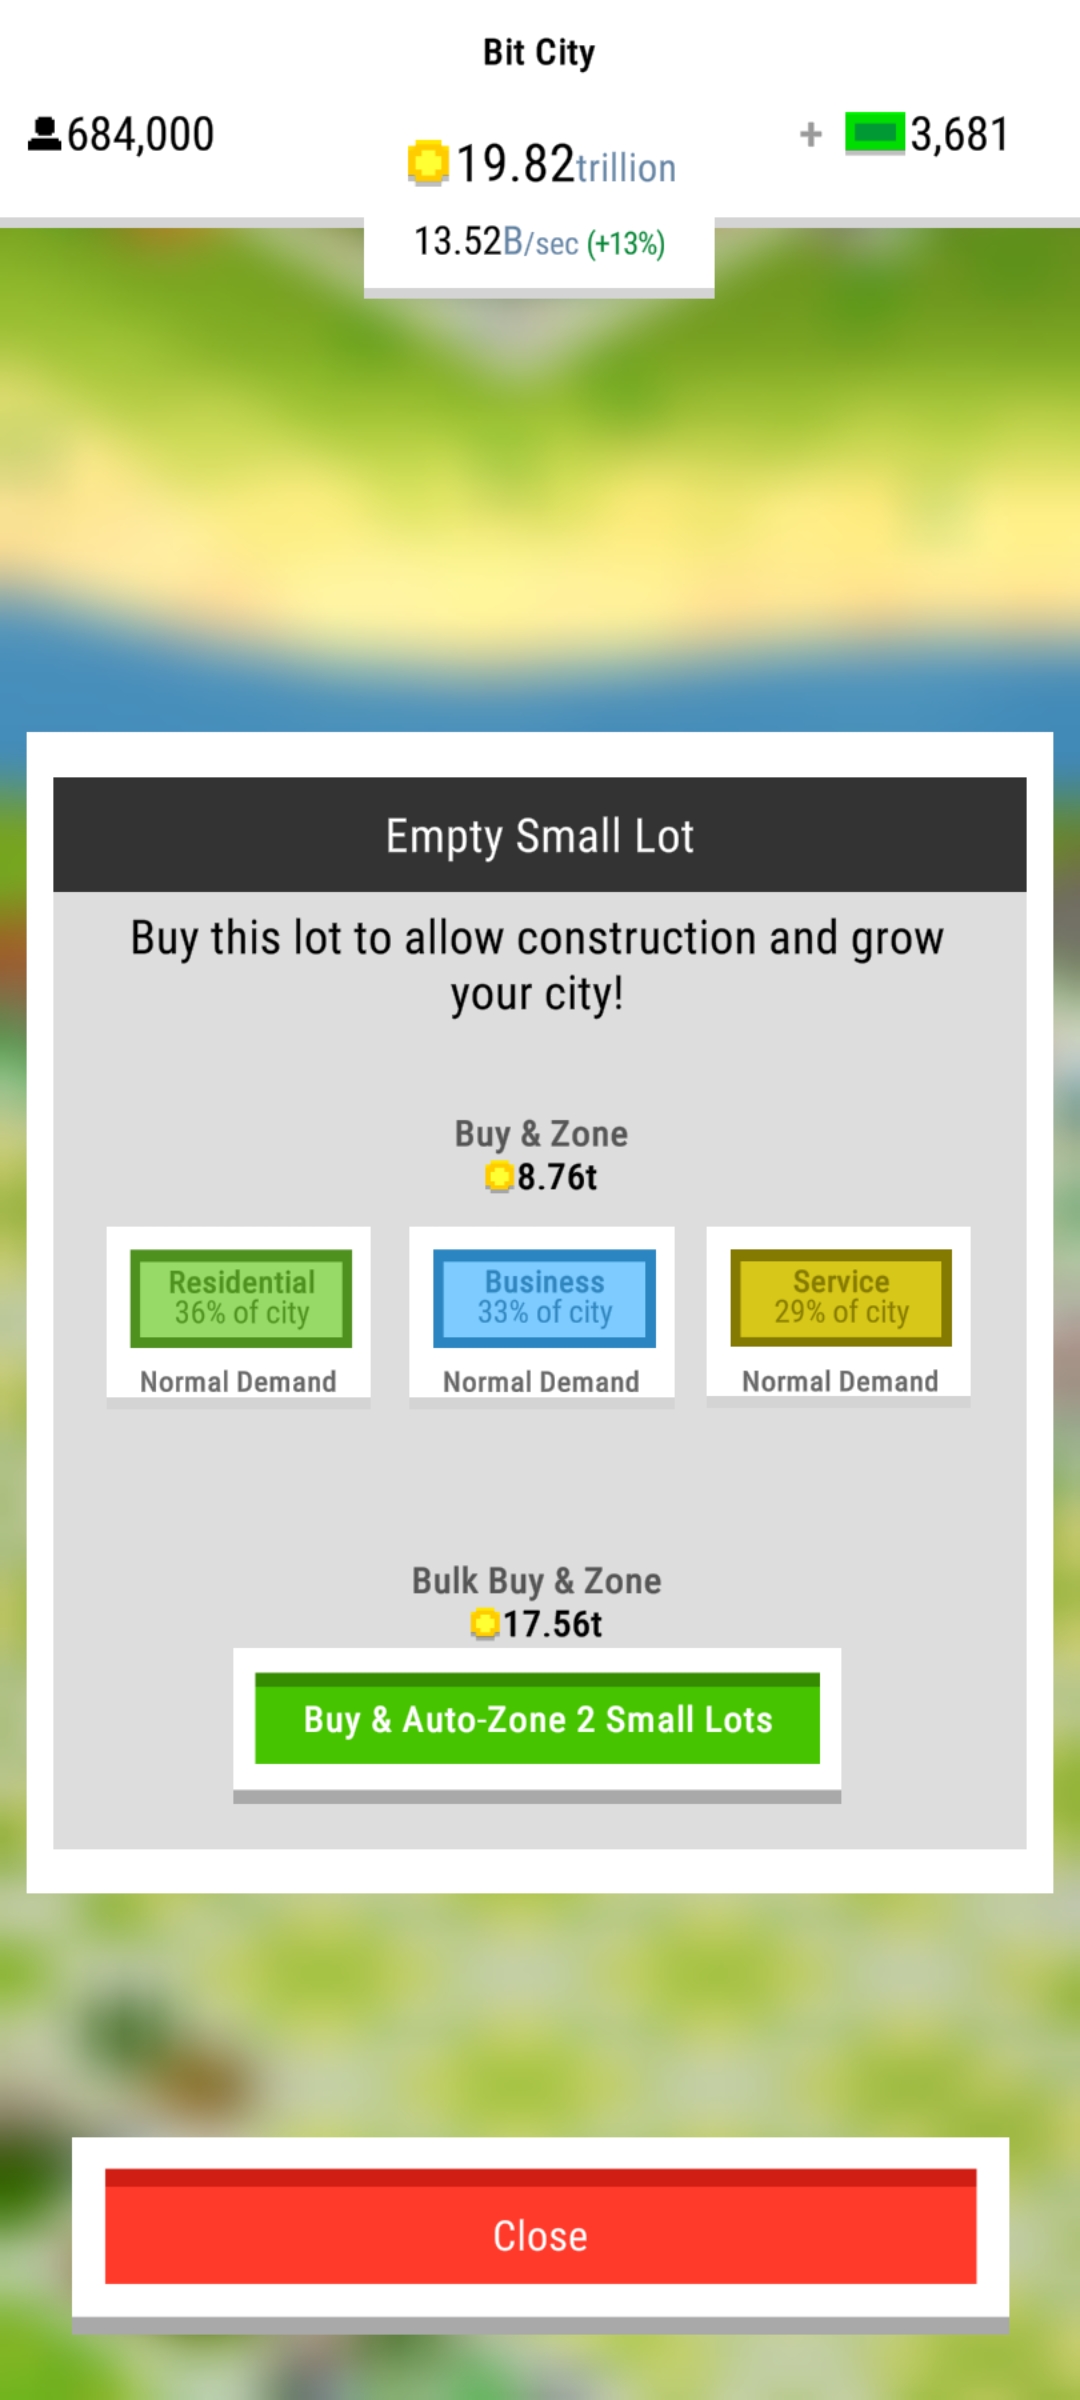 Bit City
684,000
19.82trillion
+ 3,681
13.52B/sec (+13%)
Empty Small Lot
Buy this lot to allow construction and grow
your city!
Buy & Zone
8.76t
Residential
36% of city
Normal Demand
Business
33% of city
Normal Demand
Service
29% of city
Normal Demand
Bulk Buy & Zone
17.56t
Buy & Auto-Zone 2 Small Lots
Close